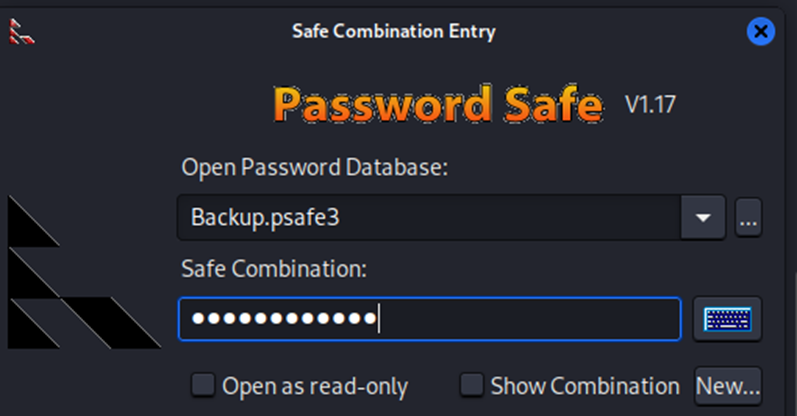 Safe Combination Entry
Password Safe V1.17
Open Password Database:
Backup.psafe3
...
Safe Combination:
●●●●●●●●●●●●
Open as read-only Show Combination New...